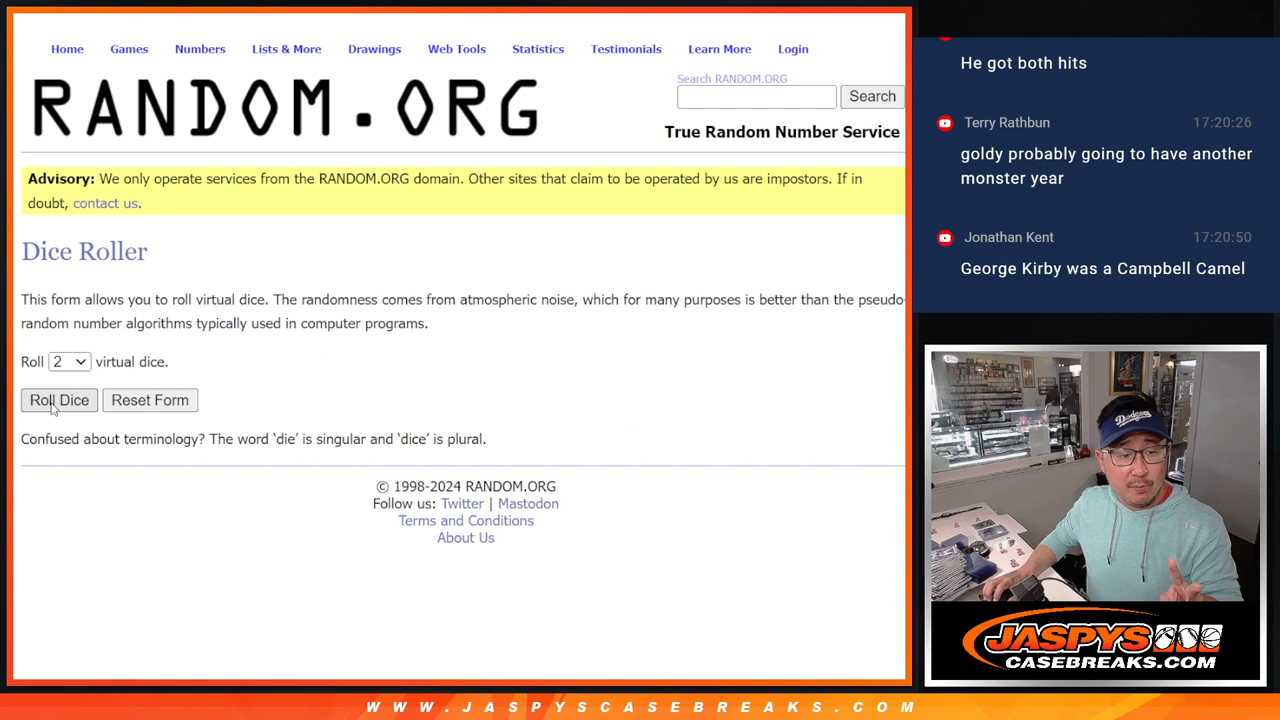 Home Games Numbers Lists & More Drawings Web Tools Statistics Testimonials Learn More Login
RANDOM.ORG
Search RANDOM.ORG
Search
True Random Number Service
Advisory: We only operate services from the RANDOM.ORG domain. Other sites that claim to be operated by us are impostors. If in
doubt, contact us.
Dice Roller
This form allows you to roll virtual dice. The randomness comes from atmospheric noise, which for many purposes is better than the pseudo-
random number algorithms typically used in computer programs.
Roll 2 virtual dice.
Roll Dice Reset Form
Confused about terminology? The word ‘die’ is singular and ‘dice’ is plural.
© 1998-2024 RANDOM.ORG
Follow us: Twitter | Mastodon
Terms and Conditions
About Us
He got both hits
Terry Rathbun 17:20:26
goldy probably going to have another
monster year
Jonathan Kent 17:20:50
George Kirby was a Campbell Camel
Dodgers
JASPYS
CASEBREAKS.COM
WWW.JASPYSCASEBREAKS.COM